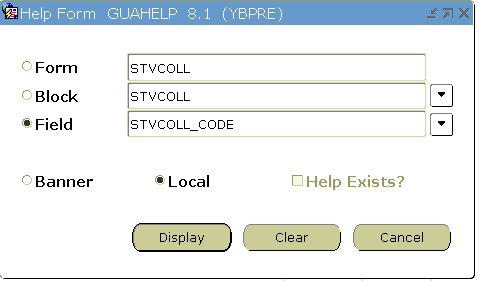 Help Form GUAHELP 8.1 (YBPRE)
Form STVCOLL
Block STVCOLL
Field STVCOLL_CODE
Banner Local Help Exists?
Display Clear Cancel